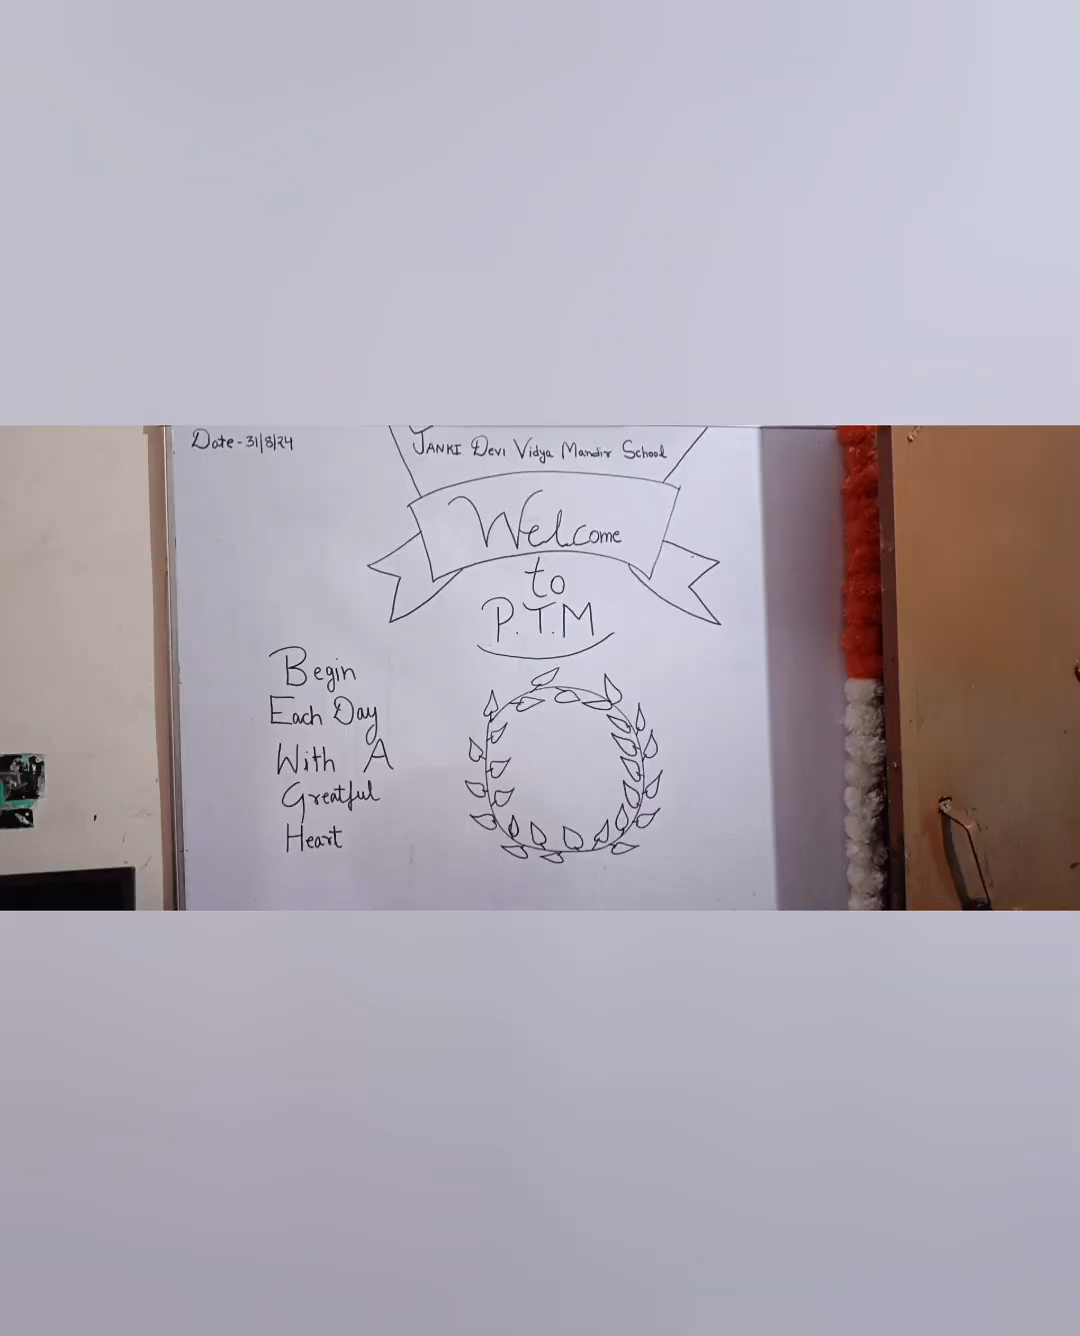 Date-31/8/24
JANKI Devi Vidya Mandir School
Welcome
to
P.T.M
Begin
Each Day
With A
Greatful
Heart